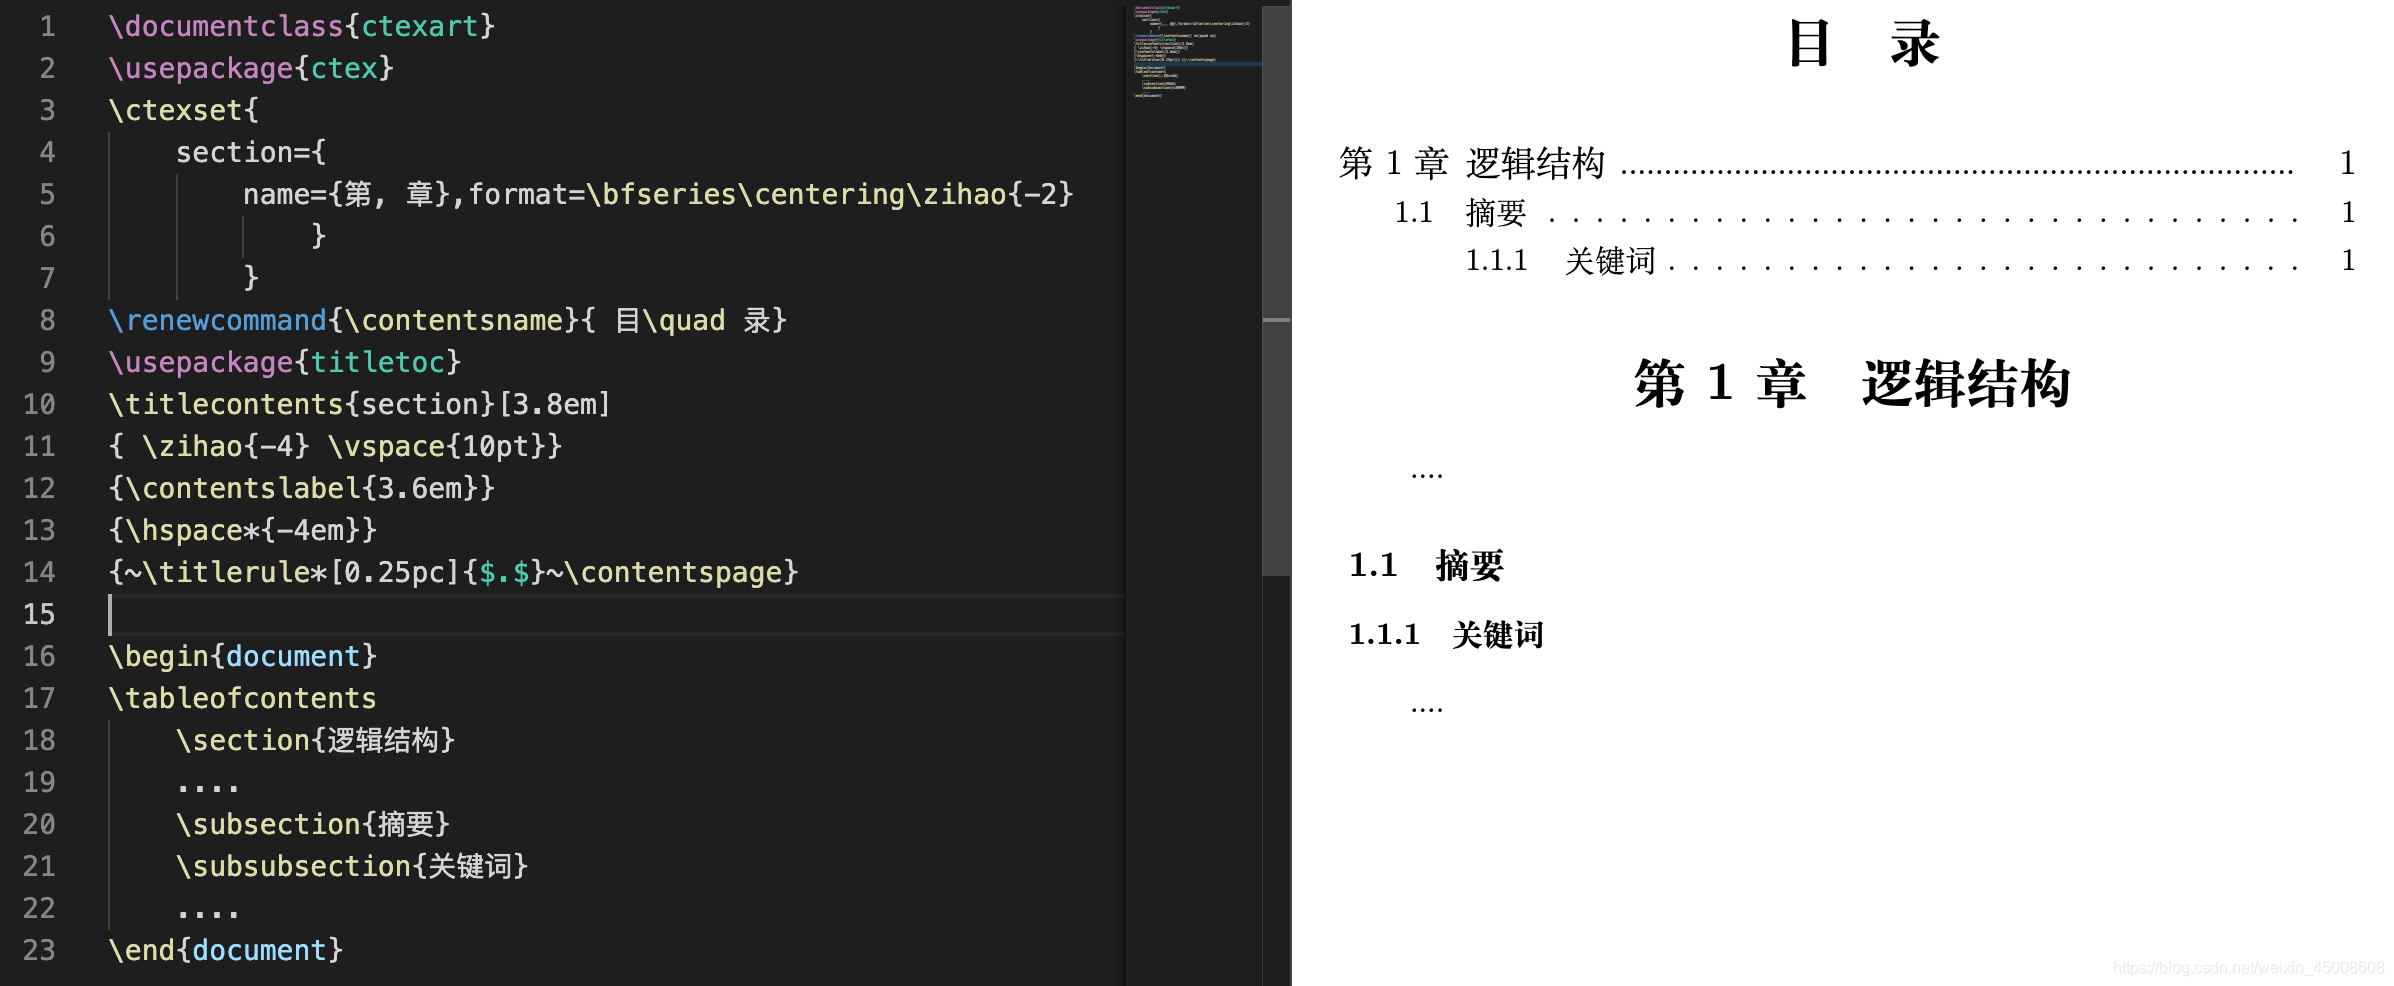 1 \documentclass{ctexart}
2 \usepackage{ctex}
3 \ctexset{
4 section={
5 name={第, 章},format=\bfseries\centering\zihao{-2}
6 }
7 }
8 \renewcommand{\contentsname}{ 目\quad 录}
9 \usepackage{titletoc}
10 \titlecontents{section}[3.8em]
11 { \zihao{-4} \vspace{10pt}}
12 {\contentslabel{3.6em}}
13 {\hspace*{-4em}}
14 {~\titlerule*[0.25pc]{$.$}~\contentspage}
15
16 \begin{document}
17 \tableofcontents
18 \section{逻辑结构}
19 ....
20 \subsection{摘要}
21 \subsubsection{关键词}
22 ....
23 \end{document}
目 录
第 1 章 逻辑结构 ........................................................................ 1
1.1 摘要 . . . . . . . . . . . . . . . . . . . . . . . . . . . . . . . . 1
1.1.1 关键词 . . . . . . . . . . . . . . . . . . . . . . . . . . . 1
第 1 章 逻辑结构
....
1.1 摘要
1.1.1 关键词
....
https://blog.csdn.net/weixin_45008608